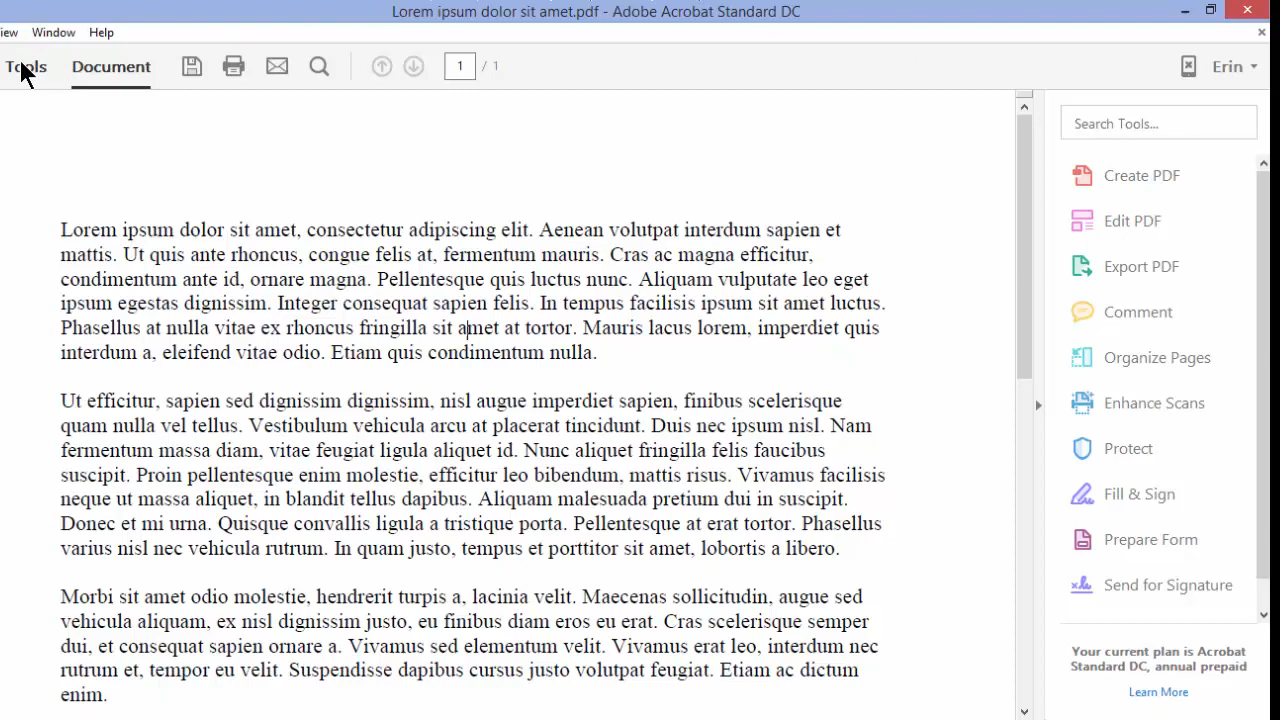 Lorem ipsum dolor sit amet.pdf - Adobe Acrobat Standard DC
iew Window Help
Tools Document 1 / 1 Erin
Search Tools...
Create PDF
Edit PDF
Export PDF
Comment
Organize Pages
Enhance Scans
Protect
Fill & Sign
Prepare Form
Send for Signature
Your current plan is Acrobat
Standard DC, annual prepaid
Learn More
Lorem ipsum dolor sit amet, consectetur adipiscing elit. Aenean volutpat interdum sapien et
mattis. Ut quis ante rhoncus, congue felis at, fermentum mauris. Cras ac magna efficitur,
condimentum ante id, ornare magna. Pellentesque quis luctus nunc. Aliquam vulputate leo eget
ipsum egestas dignissim. Integer consequat sapien felis. In tempus facilisis ipsum sit amet luctus.
Phasellus at nulla vitae ex rhoncus fringilla sit amet at tortor. Mauris lacus lorem, imperdiet quis
interdum a, eleifend vitae odio. Etiam quis condimentum nulla.
Ut efficitur, sapien sed dignissim dignissim, nisl augue imperdiet sapien, finibus scelerisque
quam nulla vel tellus. Vestibulum vehicula arcu at placerat tincidunt. Duis nec ipsum nisl. Nam
fermentum massa diam, vitae feugiat ligula aliquet id. Nunc aliquet fringilla felis faucibus
suscipit. Proin pellentesque enim molestie, efficitur leo bibendum, mattis risus. Vivamus facilisis
neque ut massa aliquet, in blandit tellus dapibus. Aliquam malesuada pretium dui in suscipit.
Donec et mi urna. Quisque convallis ligula a tristique porta. Pellentesque at erat tortor. Phasellus
varius nisl nec vehicula rutrum. In quam justo, tempus et porttitor sit amet, lobortis a libero.
Morbi sit amet odio molestie, hendrerit turpis a, lacinia velit. Maecenas sollicitudin, augue sed
vehicula aliquam, ex nisl dignissim justo, eu finibus diam eros eu erat. Cras scelerisque semper
dui, et consequat sapien ornare a. Vivamus sed elementum velit. Vivamus erat leo, interdum nec
rutrum et, tempor eu velit. Suspendisse dapibus cursus justo volutpat feugiat. Etiam ac dictum
enim.